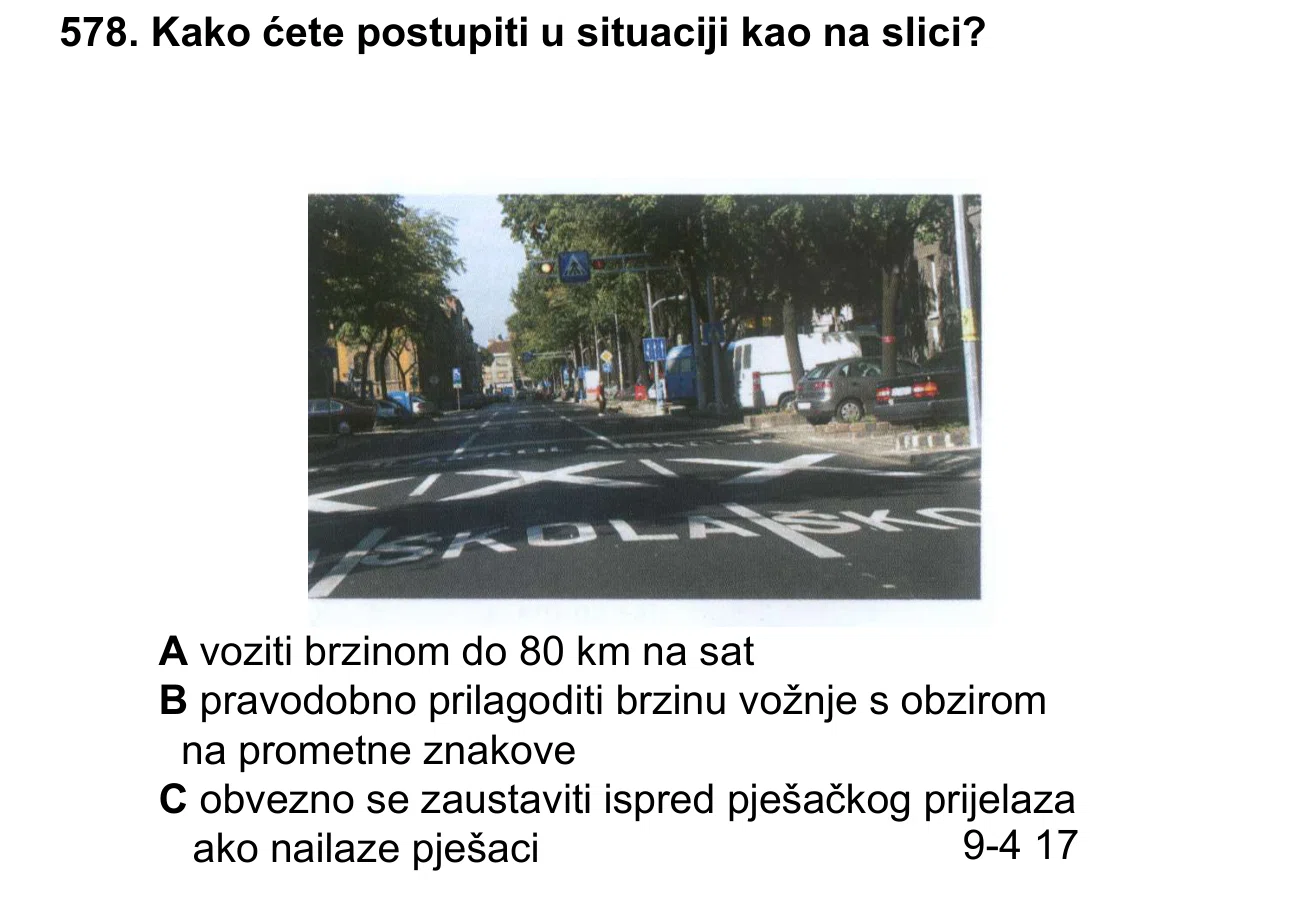 578. Kako ćete postupiti u situaciji kao na slici?
ŠKOLA ŠKO
A voziti brzinom do 80 km na sat
B pravodobno prilagoditi brzinu vožnje s obzirom
na prometne znakove
C obvezno se zaustaviti ispred pješačkog prijelaza
ako nailaze pješaci
9-4 17